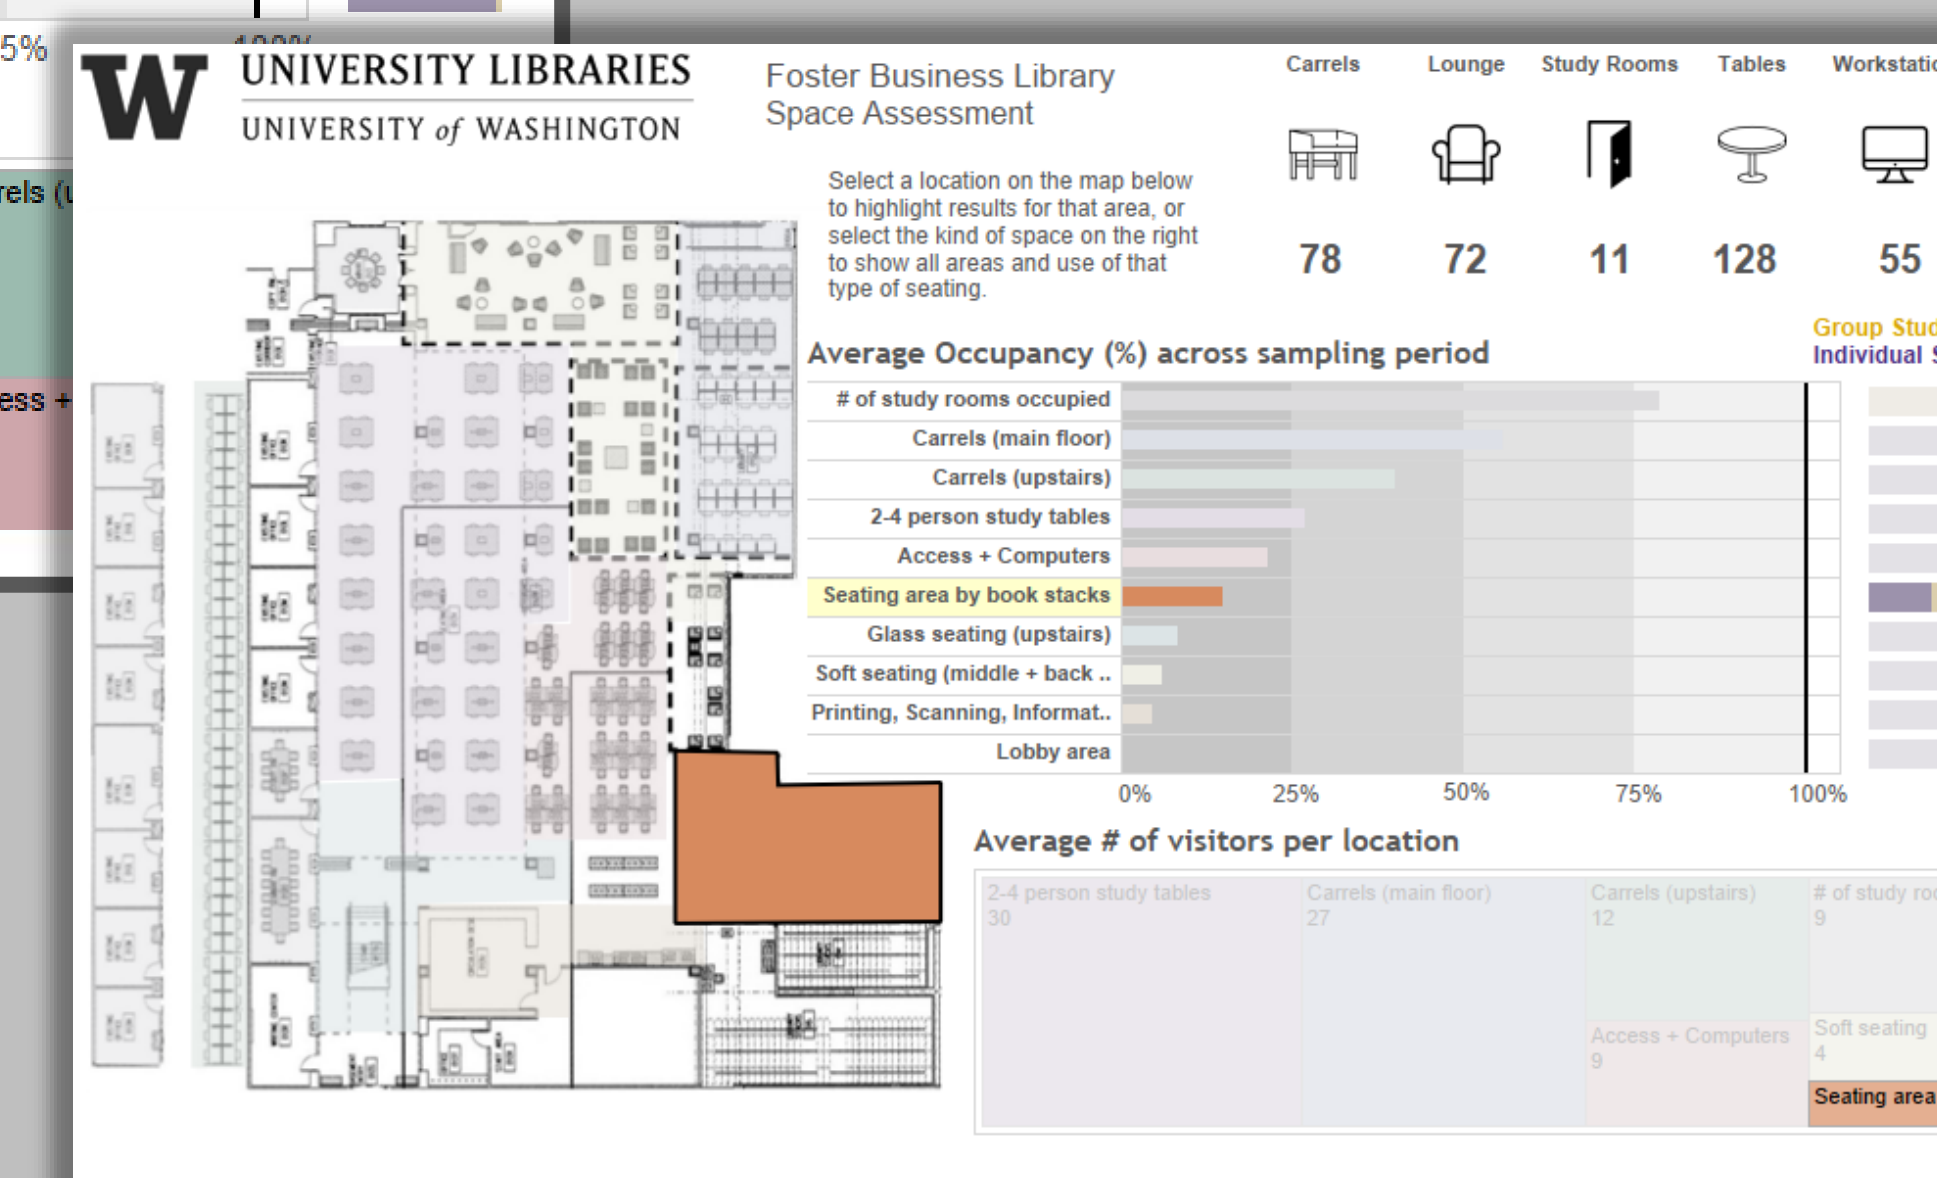 5%
100%
rels (u
ess +
W
UNIVERSITY LIBRARIES
UNIVERSITY of WASHINGTON
Foster Business Library
Space Assessment
Select a location on the map below
to highlight results for that area, or
select the kind of space on the right
to show all areas and use of that
type of seating.
Carrels
Lounge
Study Rooms
Tables
Workstatio
78
72
11
128
55
Group Stud
Individual S
Average Occupancy (%) across sampling period
# of study rooms occupied
Carrels (main floor)
Carrels (upstairs)
2-4 person study tables
Access + Computers
Seating area by book stacks
Glass seating (upstairs)
Soft seating (middle + back ..
Printing, Scanning, Informat..
Lobby area
0%
25%
50%
75%
100%
Average # of visitors per location
2-4 person study tables
30
Carrels (main floor)
27
Carrels (upstairs)
12
# of study roo
9
Access + Computers
9
Soft seating
4
Seating area